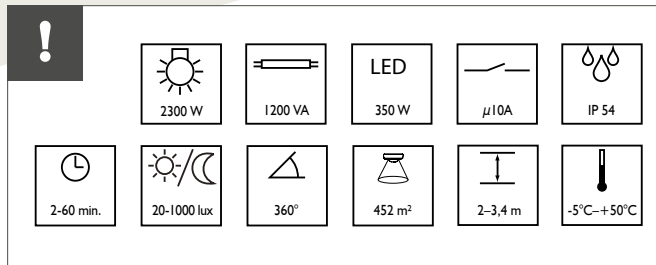 !
2300 W
1200 VA
LED
350 W
µ10A
IP 54
2-60 min.
20-1000 lux
360°
452 m²
2–3,4 m
-5°C–+50°C